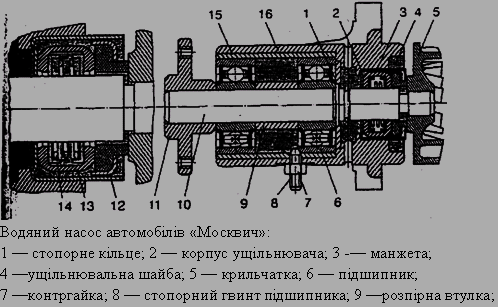 15 16 1 2 3 4 5
14 13 12 11 10 9 8 7 6
Водяний насос автомобілів «Москвич»:
1 — стопорне кільце; 2 — корпус ущільнювача; 3 -— манжета;
4 —ущільнювальна шайба; 5 — крильчатка; 6 — підшипник;
7 —контргайка; 8 — стопорний гвинт підшипника; 9 —розпірна втулка;